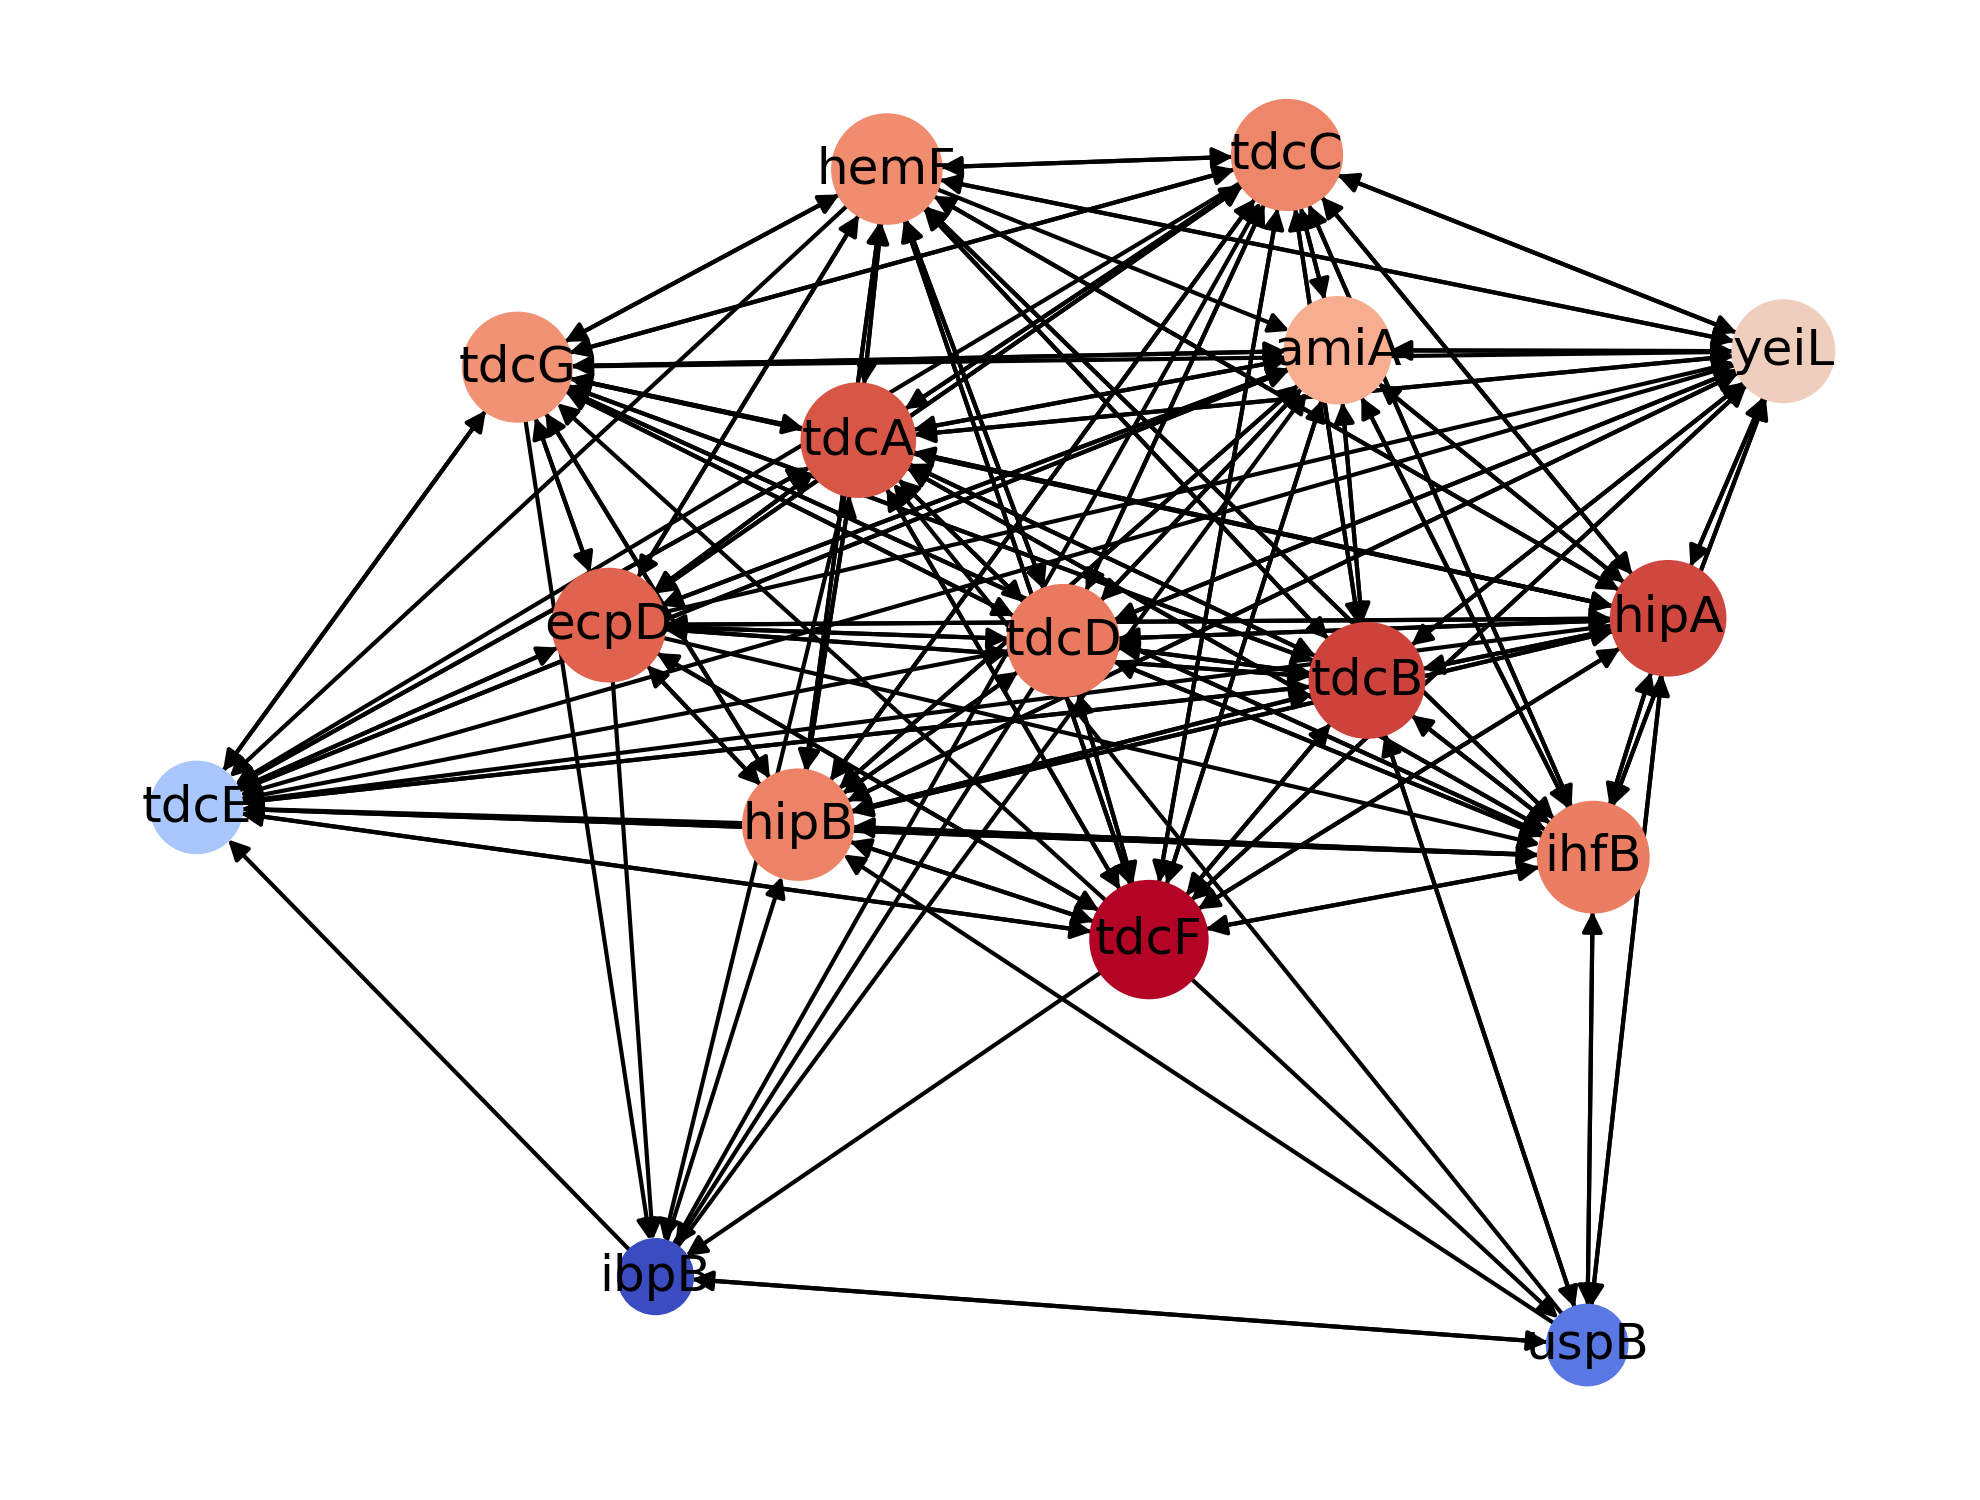 tdcC
hemF
amiA
yeiL
tdcG
tdcA
hipA
ecpD
tdcD
tdcB
tdcE
hipB
ihfB
tdcF
ibpB
uspB